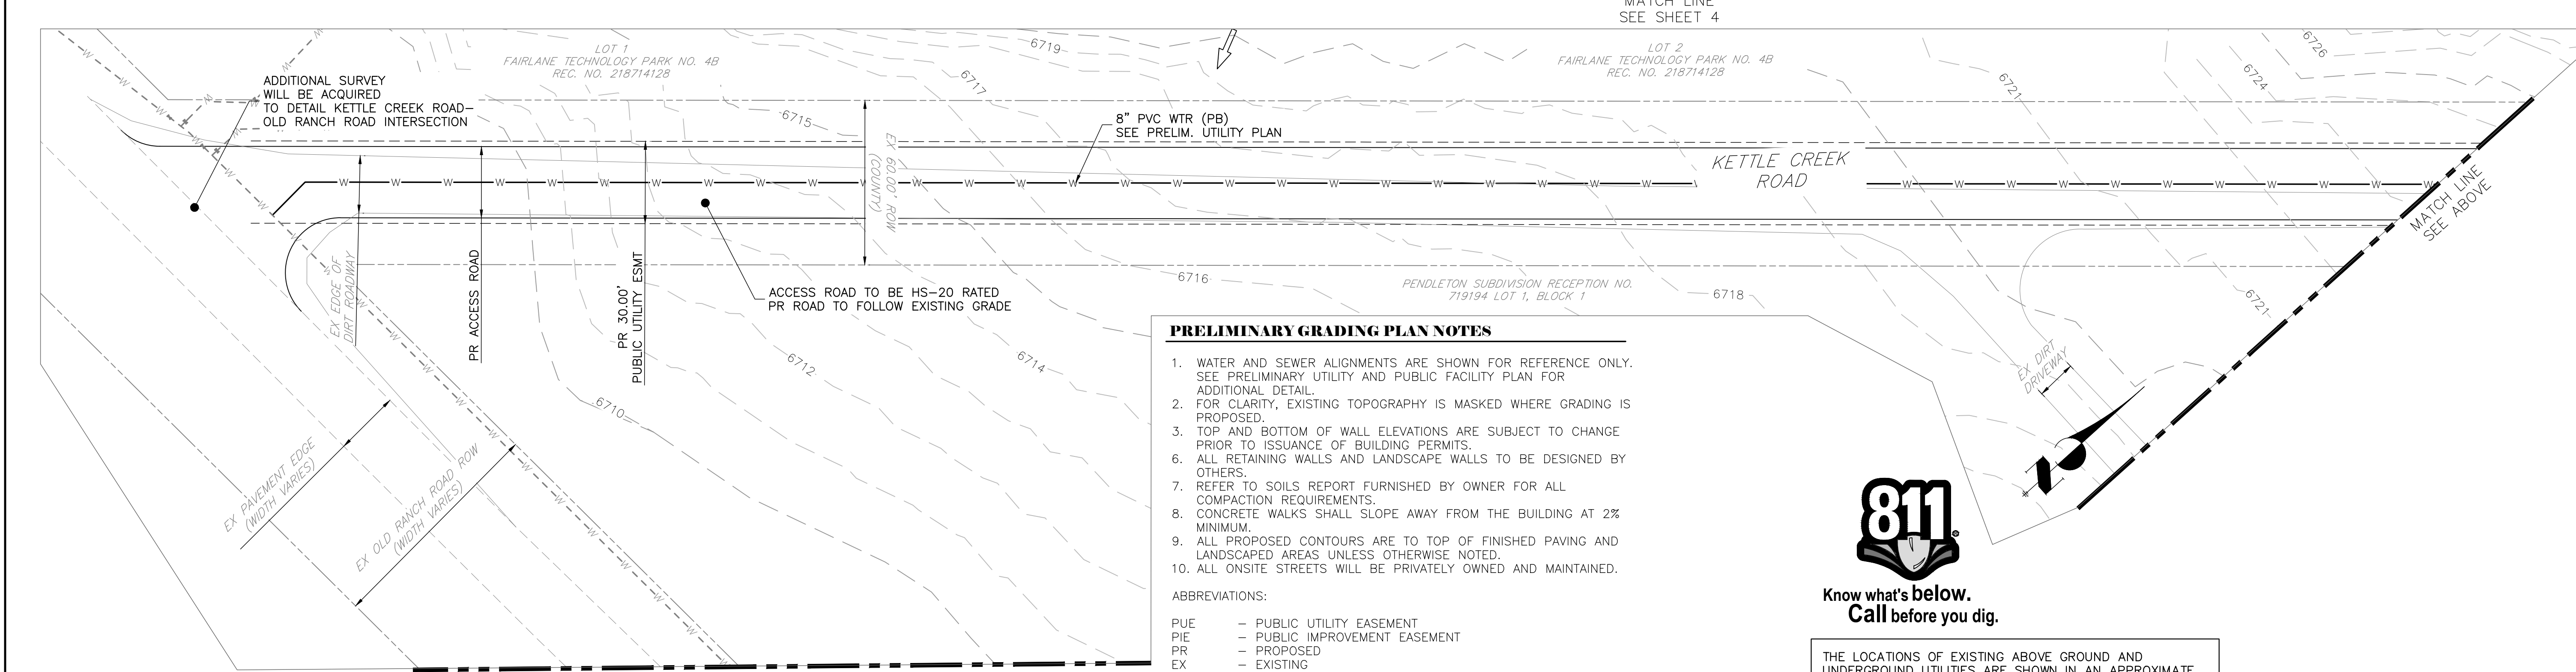 MATCH LINE
SEE SHEET 4
LOT 1
FAIRLANE TECHNOLOGY PARK NO. 4B
REC. NO. 218714128
6719
LOT 2
FAIRLANE TECHNOLOGY PARK NO. 4B
REC. NO. 218714128
6726
6724
6721
6717
6715
ADDITIONAL SURVEY
WILL BE ACQUIRED
TO DETAIL KETTLE CREEK ROAD-
OLD RANCH ROAD INTERSECTION
8" PVC WTR (PB)
SEE PRELIM. UTILITY PLAN
EX 60.00' ROW
(COUNTY)
KETTLE CREEK
ROAD
MATCH LINE
SEE ABOVE
EX EDGE OF
DIRT ROADWAY
PR ACCESS ROAD
PR 30.00'
PUBLIC UTILITY ESMT
ACCESS ROAD TO BE HS-20 RATED
PR ROAD TO FOLLOW EXISTING GRADE
6716
PENDLETON SUBDIVISION RECEPTION NO.
719194 LOT 1, BLOCK 1
6718
6721
6714
6712
6710
EX DIRT
DRIVEWAY
EX PAVEMENT EDGE
(WIDTH VARIES)
EX OLD RANCH ROAD ROW
(WIDTH VARIES)
PRELIMINARY GRADING PLAN NOTES
1. WATER AND SEWER ALIGNMENTS ARE SHOWN FOR REFERENCE ONLY.
SEE PRELIMINARY UTILITY AND PUBLIC FACILITY PLAN FOR
ADDITIONAL DETAIL.
2. FOR CLARITY, EXISTING TOPOGRAPHY IS MASKED WHERE GRADING IS
PROPOSED.
3. TOP AND BOTTOM OF WALL ELEVATIONS ARE SUBJECT TO CHANGE
PRIOR TO ISSUANCE OF BUILDING PERMITS.
6. ALL RETAINING WALLS AND LANDSCAPE WALLS TO BE DESIGNED BY
OTHERS.
7. REFER TO SOILS REPORT FURNISHED BY OWNER FOR ALL
COMPACTION REQUIREMENTS.
8. CONCRETE WALKS SHALL SLOPE AWAY FROM THE BUILDING AT 2%
MINIMUM.
9. ALL PROPOSED CONTOURS ARE TO TOP OF FINISHED PAVING AND
LANDSCAPED AREAS UNLESS OTHERWISE NOTED.
10. ALL ONSITE STREETS WILL BE PRIVATELY OWNED AND MAINTAINED.
ABBREVIATIONS:
PUE – PUBLIC UTILITY EASEMENT
PIE – PUBLIC IMPROVEMENT EASEMENT
PR – PROPOSED
EX – EXISTING
811
Know what's below.
Call before you dig.
THE LOCATIONS OF EXISTING ABOVE GROUND AND
UNDERGROUND UTILITIES ARE SHOWN IN AN APPROXIMATE